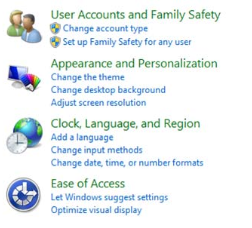 User Accounts and Family Safety
Change account type
Set up Family Safety for any user
Appearance and Personalization
Change the theme
Change desktop background
Adjust screen resolution
Clock, Language, and Region
Add a language
Change input methods
Change date, time, or number formats
Ease of Access
Let Windows suggest settings
Optimize visual display